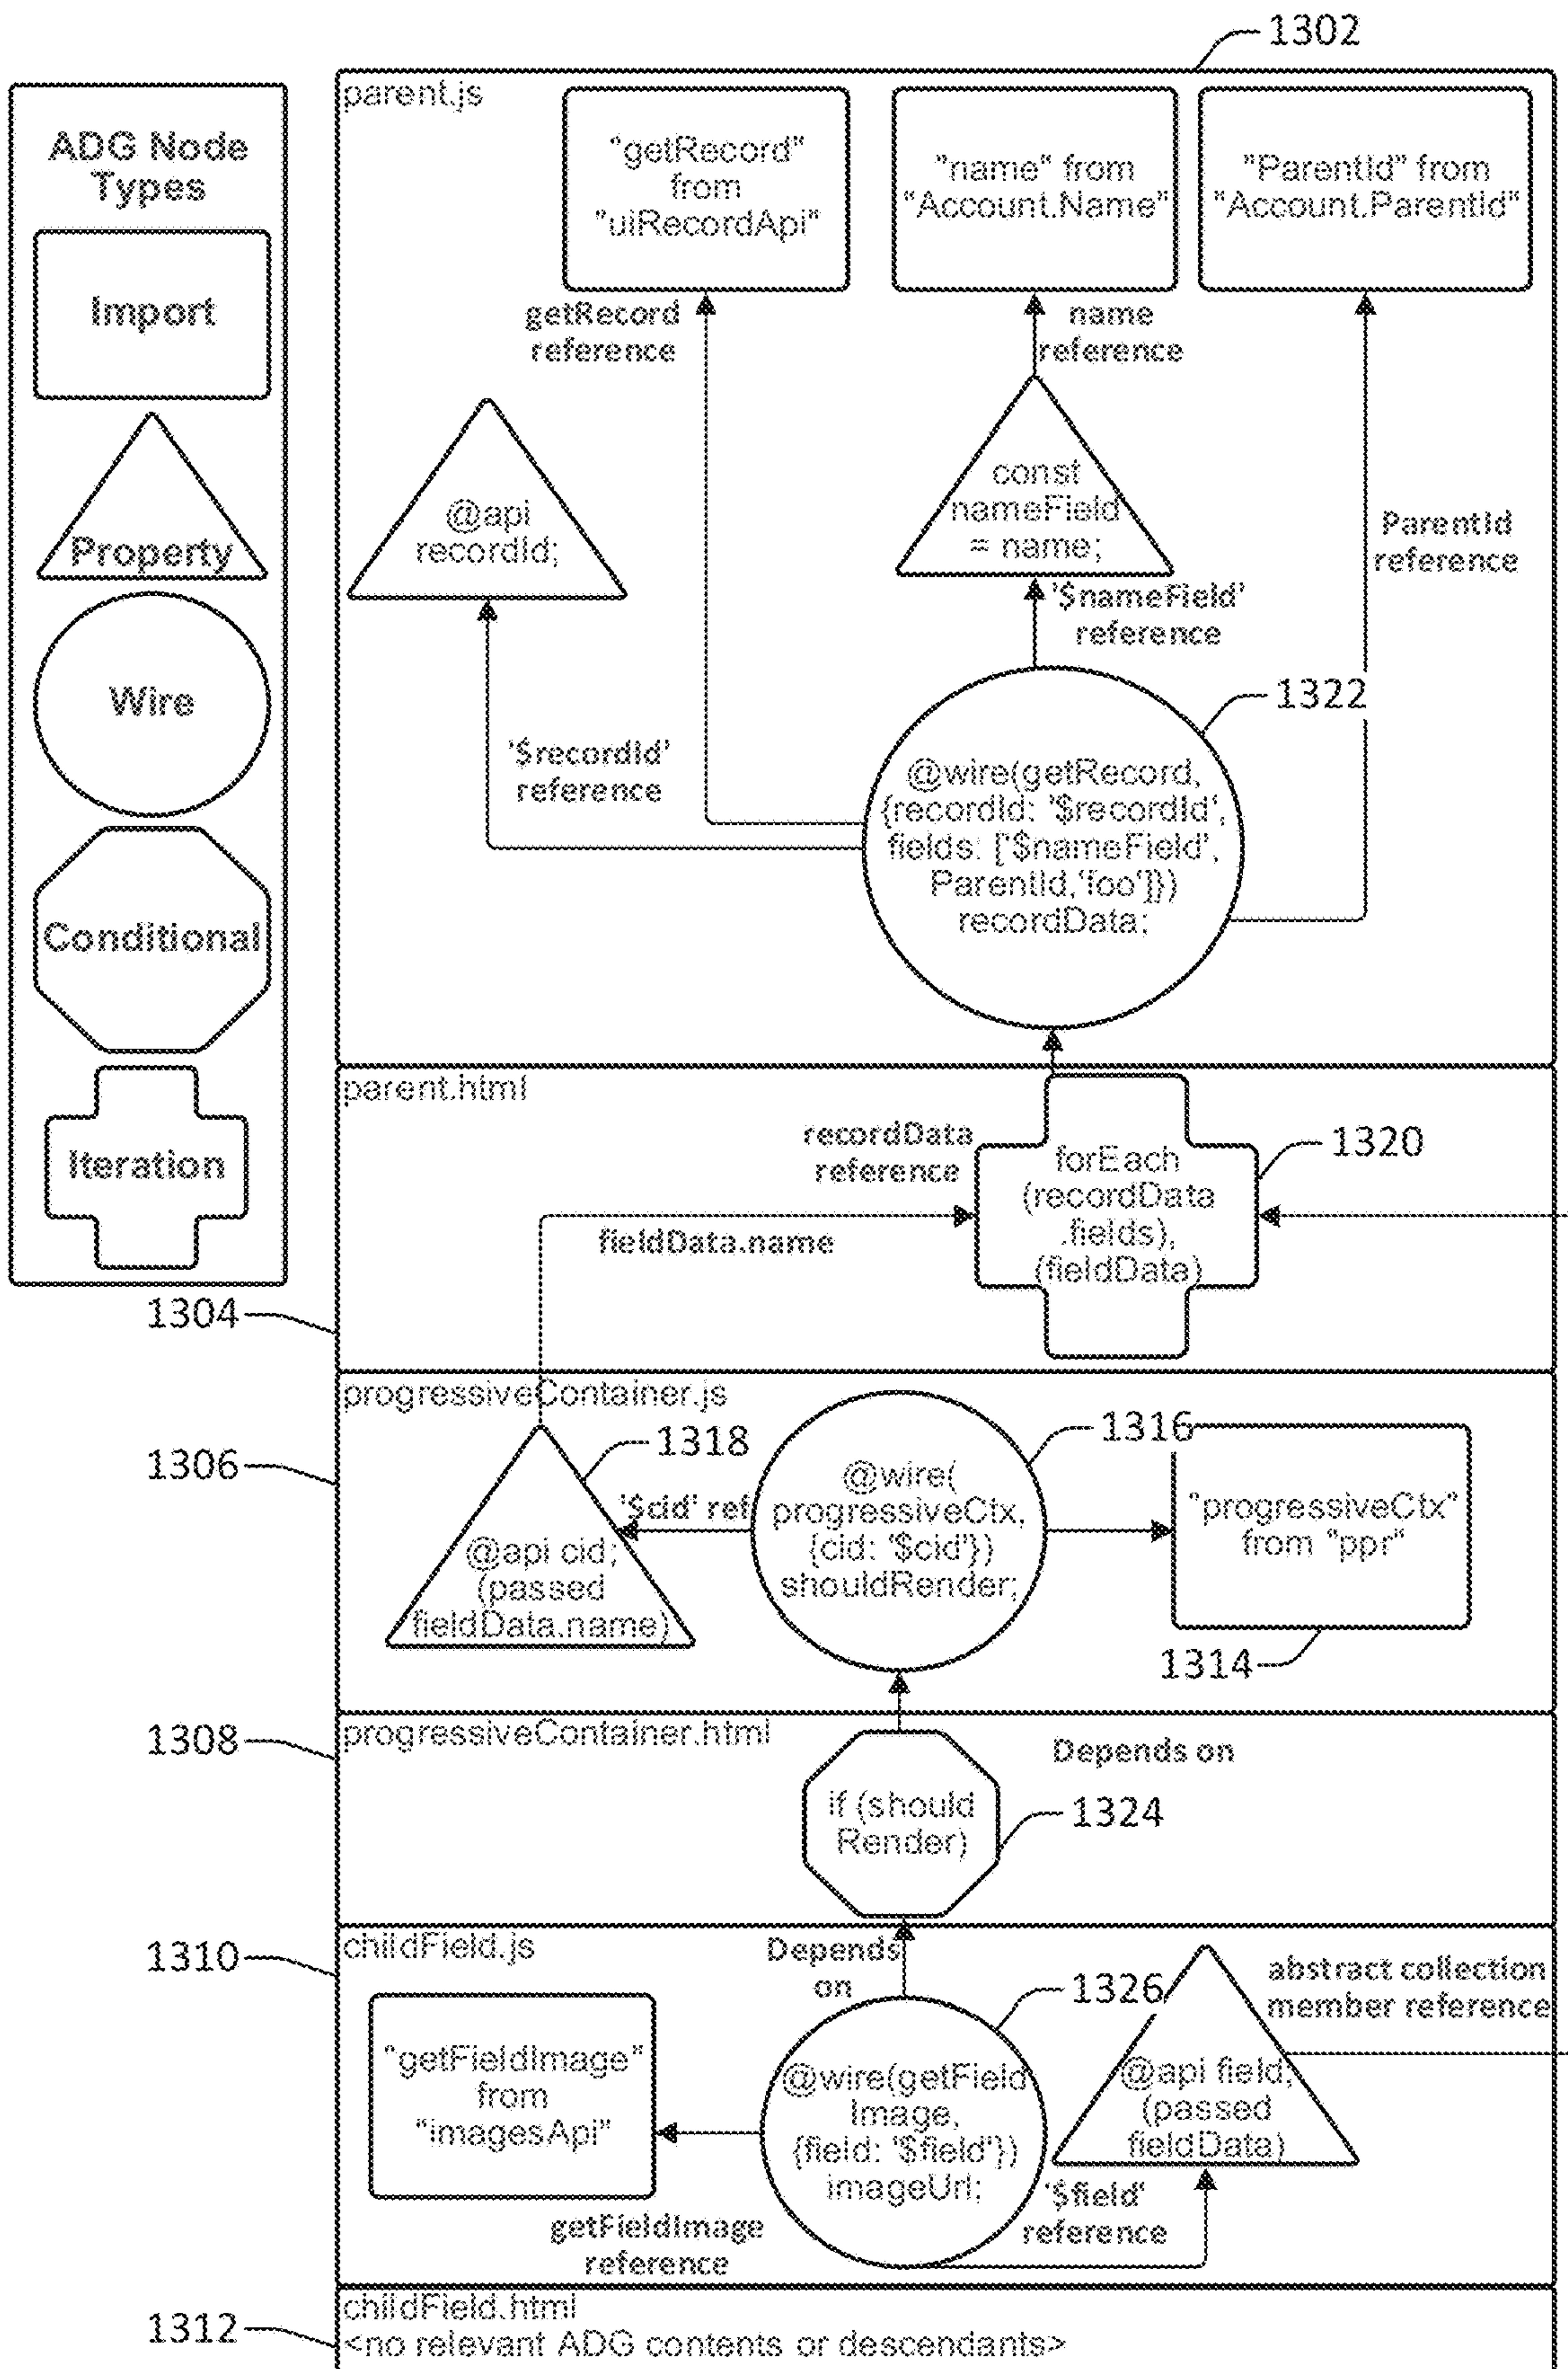 1302
ADG Node
Types
Import
Property
Wire
Conditional
Iteration
parent.js
"getRecord"
from
"uiRecordApi"
"name" from
"Account.Name"
"ParentId" from
"Account.ParentId"
getRecord
reference
name
reference
@api
recordId;
const
nameField
= name;
ParentId
reference
'$nameField'
reference
1322
'$recordId'
reference
@wire(getRecord,
{recordId: '$recordId',
fields: ['$nameField',
ParentId,'foo']})
recordData;
parent.html
recordData
reference
1320
forEach
(recordData
.fields),
(fieldData)
fieldData.name
1304
progressiveContainer.js
1306
1318
1316
'$cid' ref
@api cid;
(passed
fieldData.name)
@wire(
progressiveCtx,
{cid: '$cid'})
shouldRender;
"progressiveCtx"
from "ppr"
1314
1308
progressiveContainer.html
Depends on
if (should
Render)
1324
1310
childField.js
Depends
on
1326
abstract collection
member reference
"getFieldImage"
from
"imagesApi"
@wire(getField
Image,
{field: '$field'})
imageUrl;
@api field;
(passed
fieldData)
getFieldImage
reference
'$field'
reference
1312
childField.html
<no relevant ADG contents or descendants>